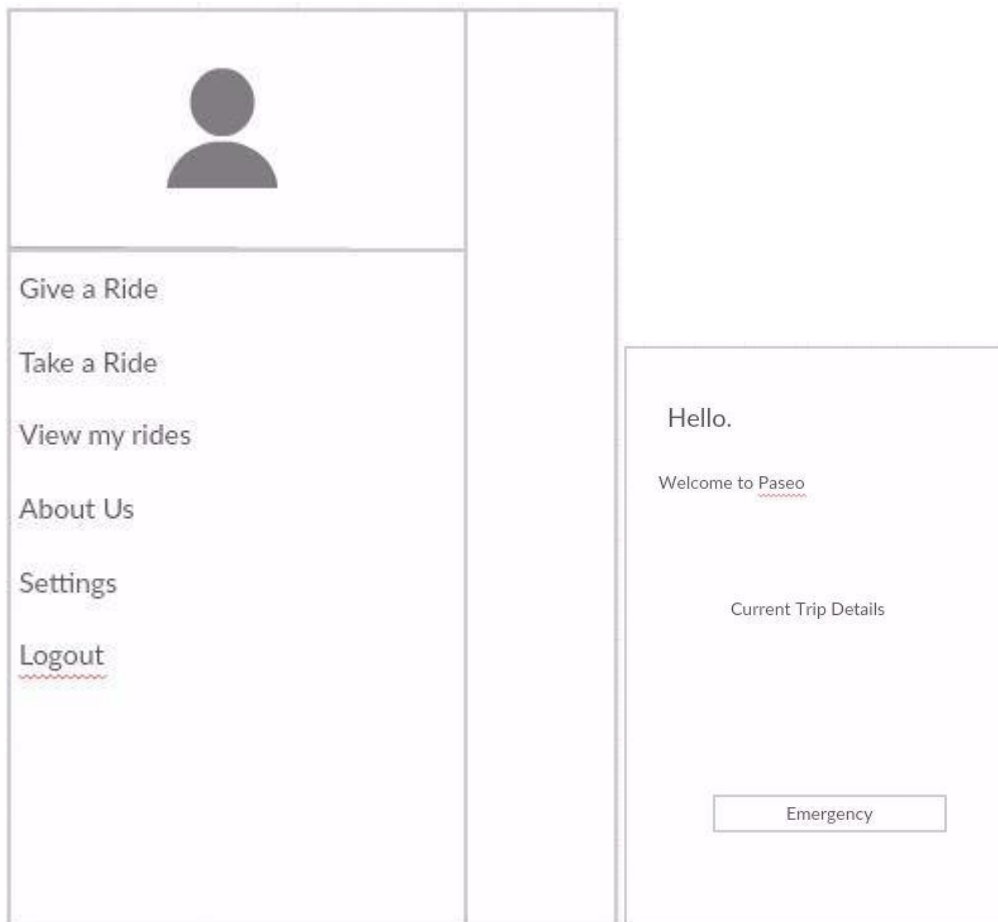 Give a Ride
Take a Ride
View my rides
About Us
Settings
Logout
Hello.
Welcome to Paseo
Current Trip Details
Emergency